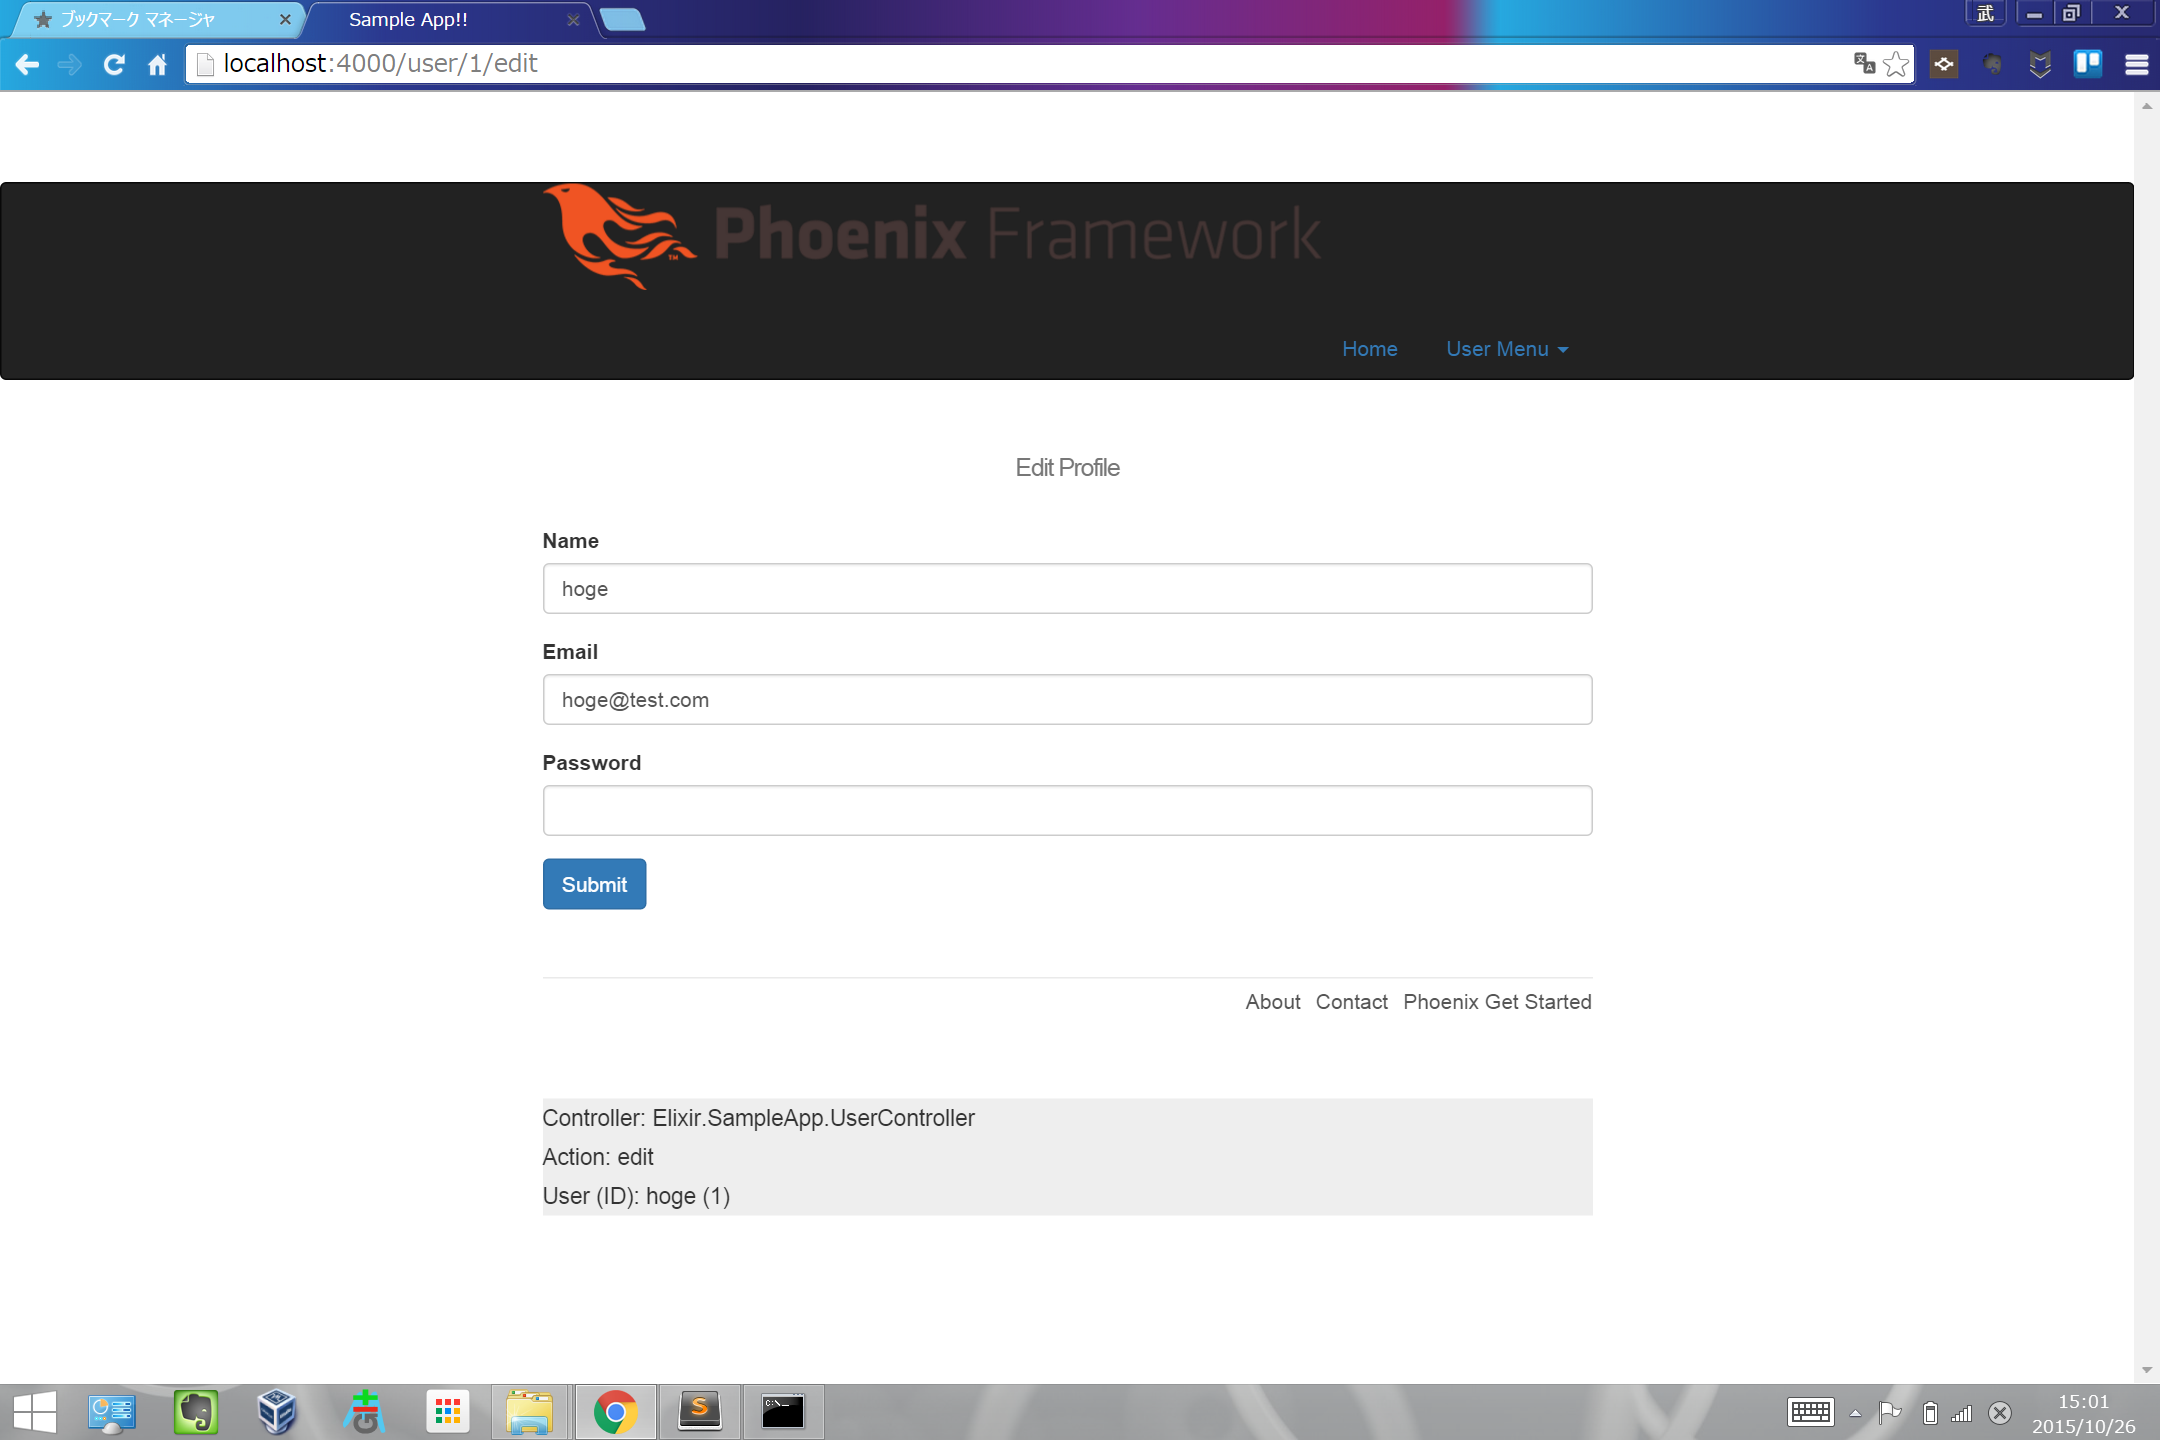 ブックマーク マネージャ
Sample App!!
武
localhost:4000/user/1/edit
Phoenix Framework
TM
Home
User Menu
Edit Profile
Name
hoge
Email
hoge@test.com
Password
Submit
About Contact Phoenix Get Started
Controller: Elixir.SampleApp.UserController
Action: edit
User (ID): hoge (1)
C:\._
15:01
2015/10/26